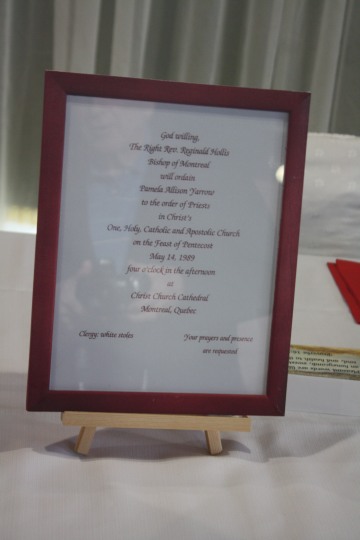 God willing,
The Right Rev. Reginald Hollis
Bishop of Montreal
will ordain
Pamela Allison Yarrow
to the order of Priests
in Christ's
One, Holy, Catholic and Apostolic Church
on the Feast of Pentecost
May 14, 1989
four o'clock in the afternoon
at
Christ Church Cathedral
Montreal, Quebec
Clergy: white stoles
Your prayers and presence
are requested